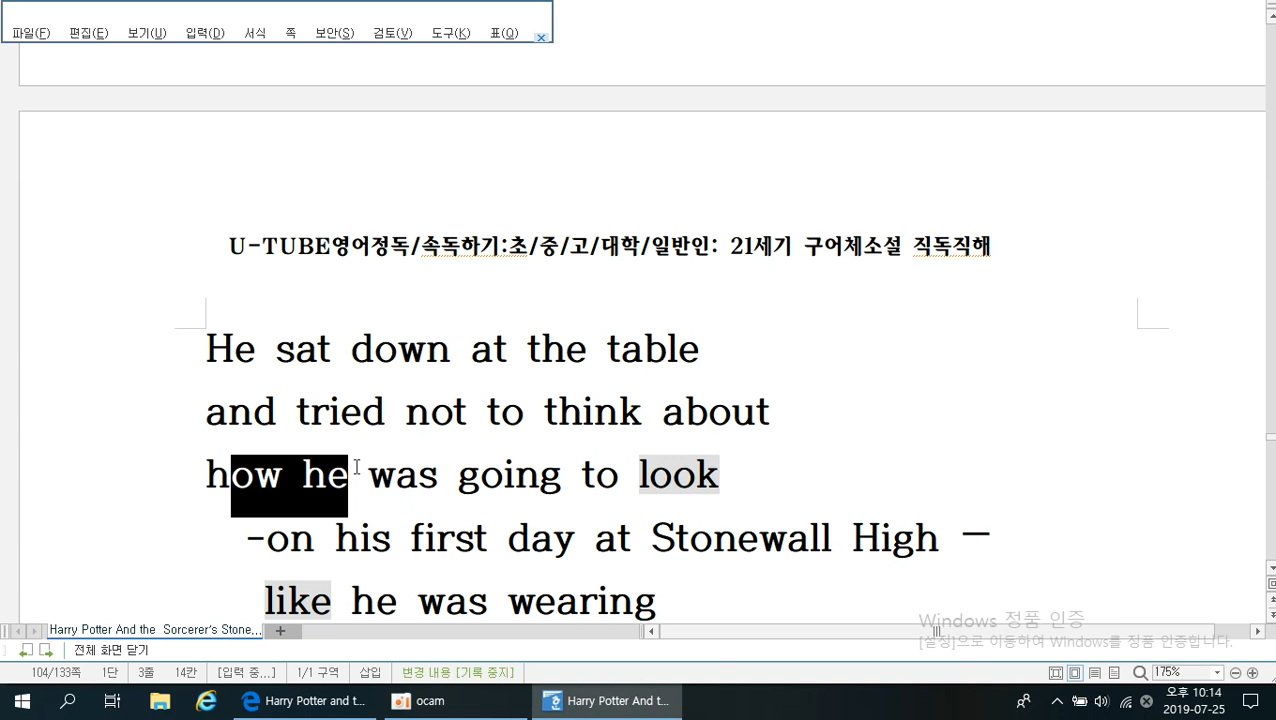 파일(F) 편집(E) 보기(U) 입력(D) 서식 쪽 보안(S) 검토(V) 도구(K) 표(Q)
U-TUBE영어정독/속독하기:초/중/고/대학/일반인: 21세기 구어체소설 직독직해
He sat down at the table
and tried not to think about
how he was going to look
-on his first day at Stonewall High —
like he was wearing
Windows 정품 인증
[설정]으로 이동하여 Windows를 정품 인증합니다.
Harry Potter And the Sorcerer's Stone...
전체 화면 닫기
104/133쪽 1단 3줄 14칸 [입력 중...] 1/1 구역 삽입 변경 내용 [기록 중지] 175%
Harry Potter and t... ocam Harry Potter And t... 오후 10:14
2019-07-25